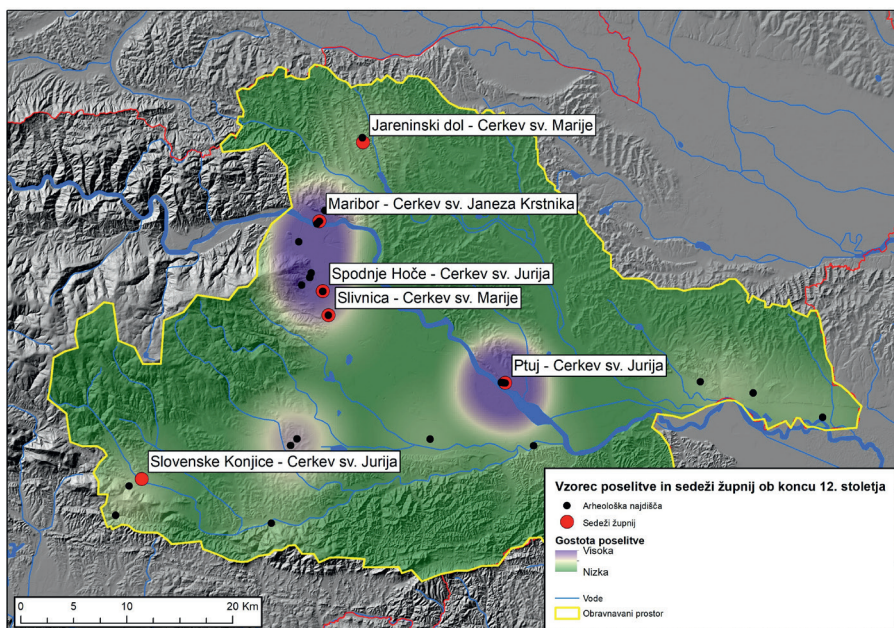 Jareninski dol - Cerkev sv. Marije
Maribor - Cerkev sv. Janeza Krstnika
Spodnje Hoče - Cerkev sv. Jurija
Slivnica - Cerkev sv. Marije
Ptuj - Cerkev sv. Jurija
Slovenske Konjice - Cerkev sv. Jurija
Vzorec poselitve in sedeži župnij ob koncu 12. stoletja
Arheološka najdišča
Sedeži župnij
Gostota poselitve
Visoka
Nizka
Vode
Obravnavani prostor
0 5 10 20 Km